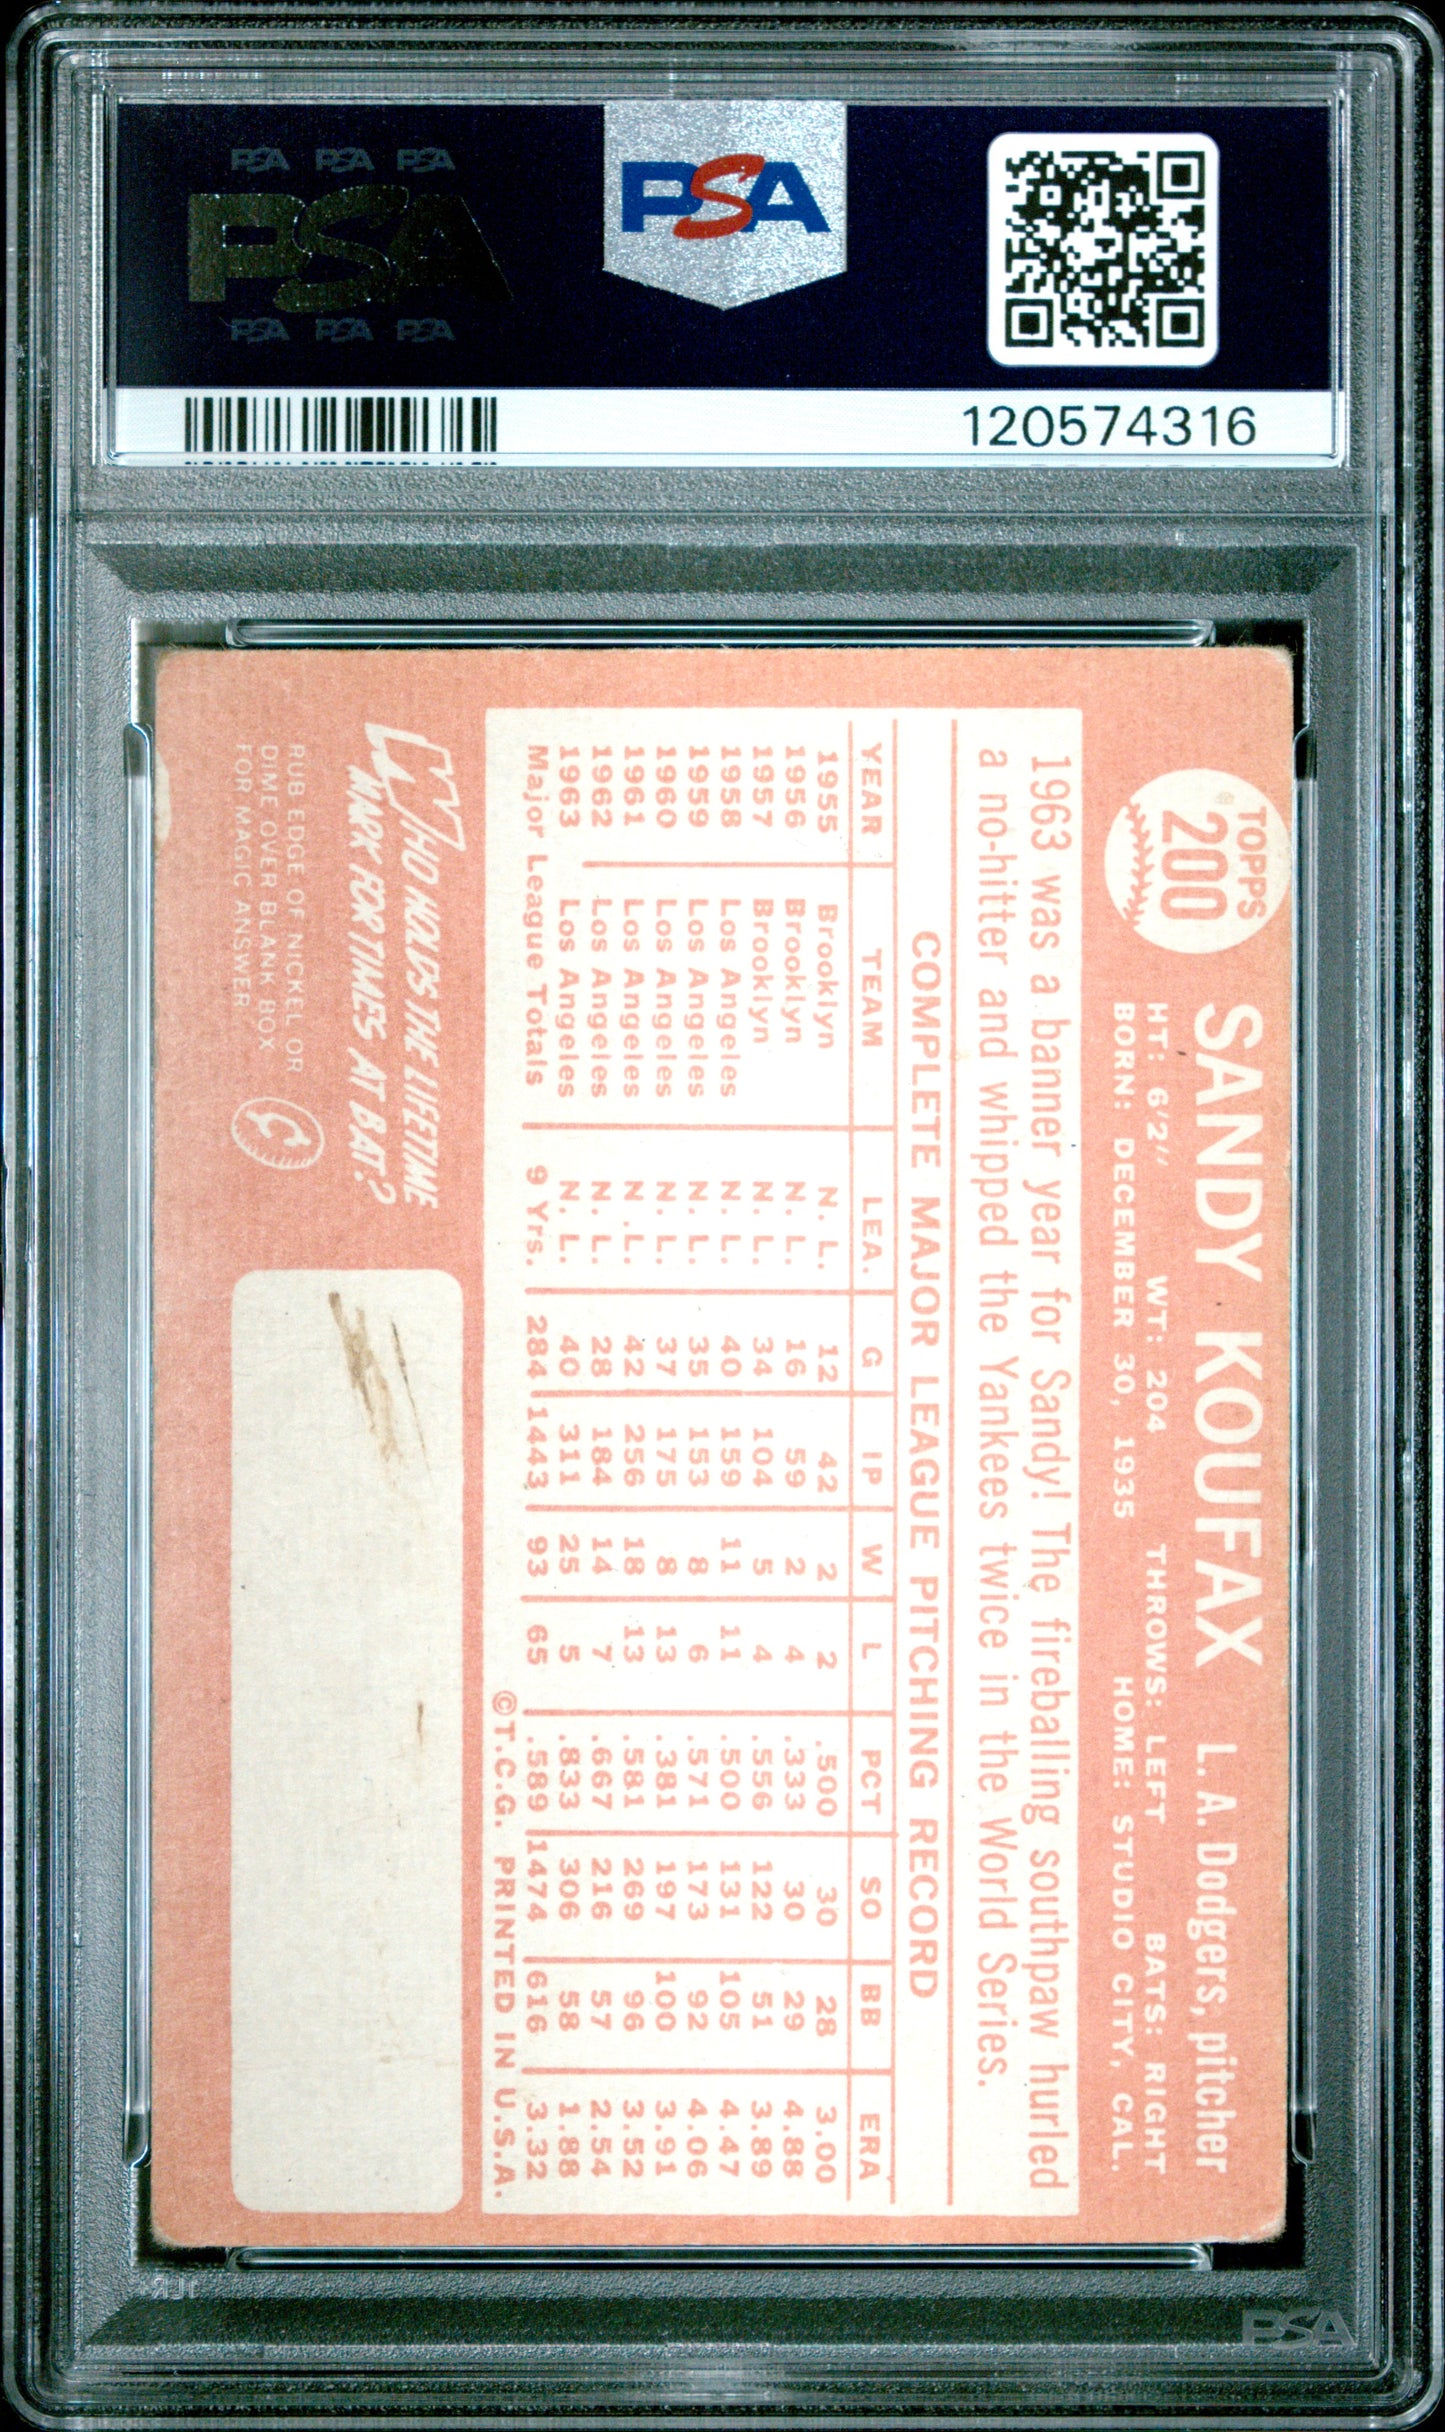 PSA PSA PSA
PSA
PSA PSA PSA
PSA
120574316
TOPPS
200
SANDY KOUFAX L. A. Dodgers, pitcher
HT: 6'2" WT: 204 THROWS: LEFT BATS: RIGHT
BORN: DECEMBER 30, 1935 HOME: STUDIO CITY, CAL.
1963 was a banner year for Sandy! The fireballing southpaw hurled
a no-hitter and whipped the Yankees twice in the World Series.
COMPLETE MAJOR LEAGUE PITCHING RECORD
YEAR TEAM LEA. G IP W L PCT SO BB ERA
1955 Brooklyn N. L. 12 42 2 2 .500 30 28 3.00
1956 Brooklyn N. L. 16 59 2 4 .333 30 29 4.88
1957 Brooklyn N. L. 34 104 5 4 .556 122 51 3.89
1958 Los Angeles N. L. 40 159 11 11 .500 131 105 4.47
1959 Los Angeles N. L. 35 153 8 6 .571 173 92 4.06
1960 Los Angeles N. L. 37 175 8 13 .381 197 100 3.91
1961 Los Angeles N. L. 42 256 18 13 .581 269 96 3.52
1962 Los Angeles N. L. 28 184 14 7 .667 216 57 2.54
1963 Los Angeles N. L. 40 311 25 5 .833 306 58 1.88
Major League Totals 9 Yrs. 284 1443 93 65 .589 1474 616 3.32
©T.C.G. PRINTED IN U.S.A.
WHO HOLDS THE LIFETIME
MARK FOR TIMES AT BAT?
RUB EDGE OF NICKEL OR
DIME OVER BLANK BOX
FOR MAGIC ANSWER
PSA